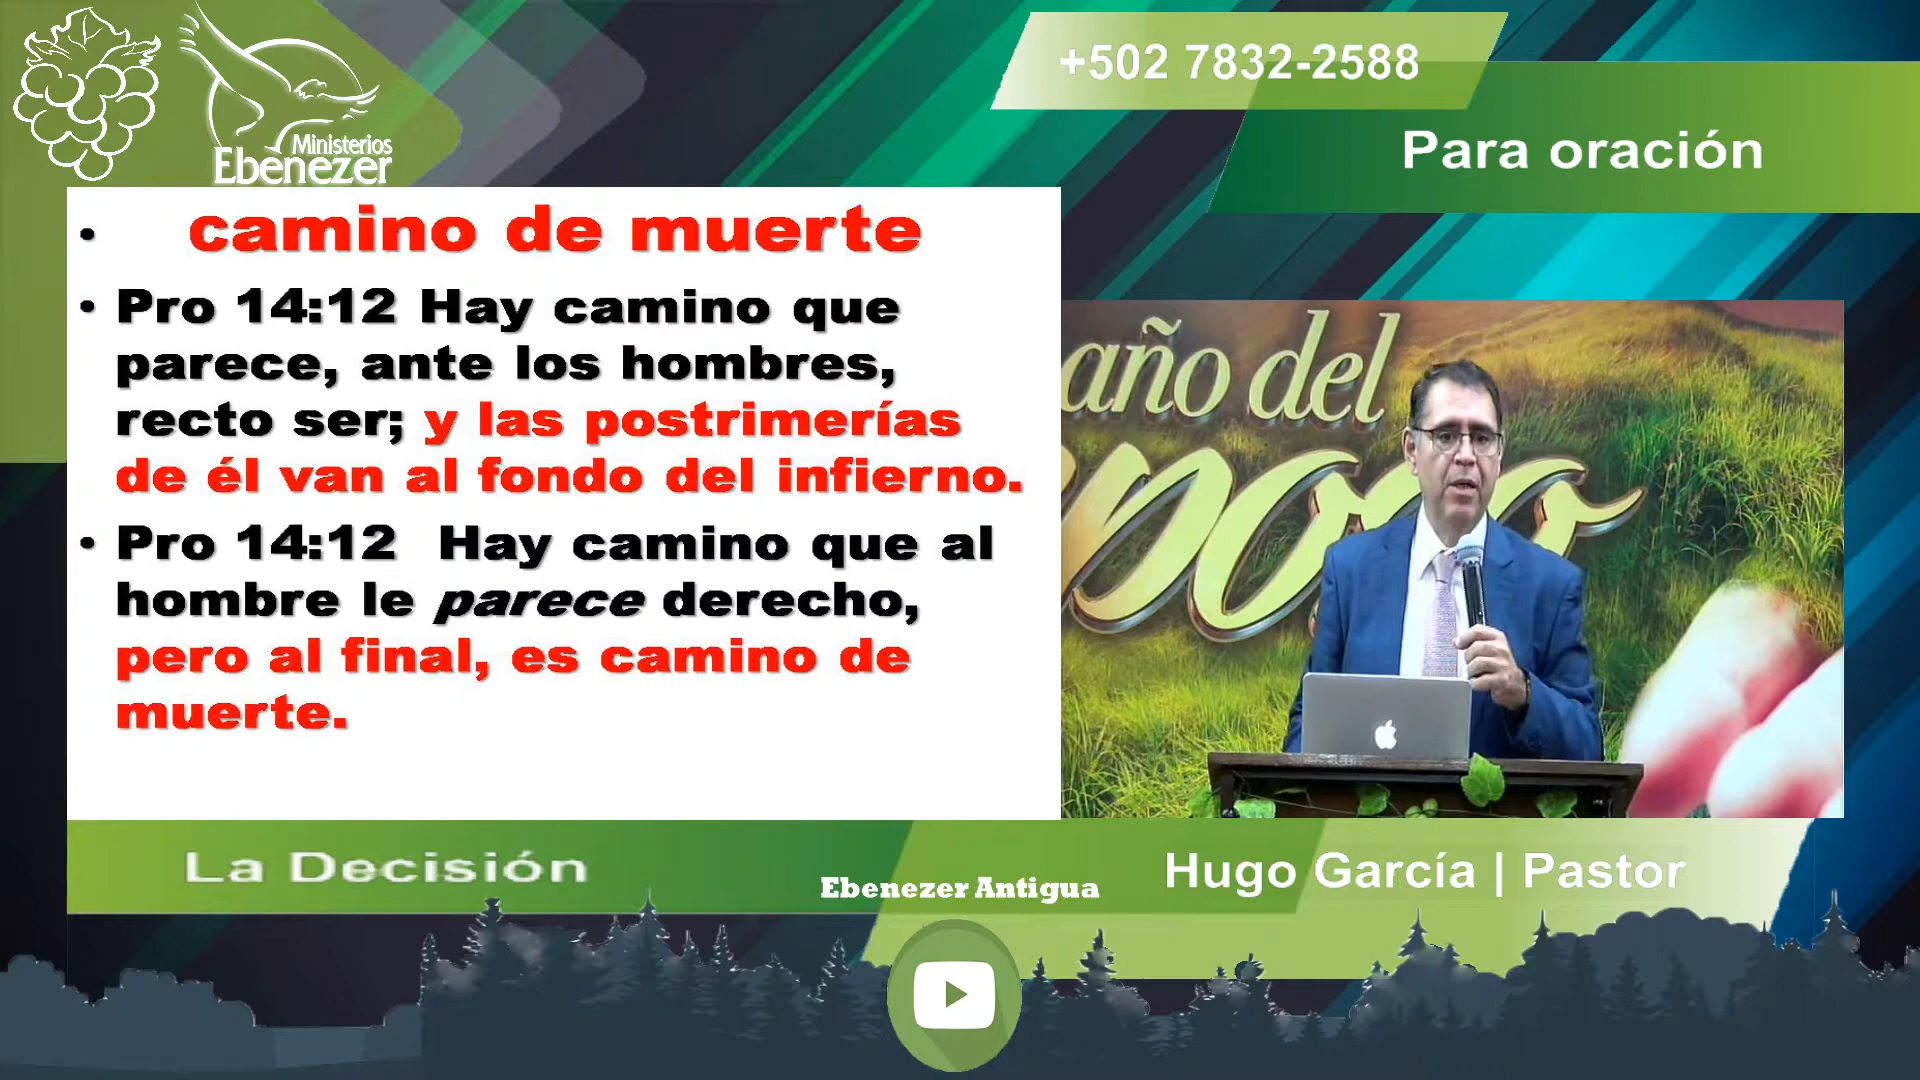 +502 7832-2588
Para oración
Ministerios
Ebenezer
• camino de muerte
• Pro 14:12 Hay camino que
parece, ante los hombres,
recto ser; y las postrimerías
de él van al fondo del infierno.
• Pro 14:12 Hay camino que al
hombre le parece derecho,
pero al final, es camino de
muerte.
año del
La Decisión
Ebenezer Antigua
Hugo García | Pastor